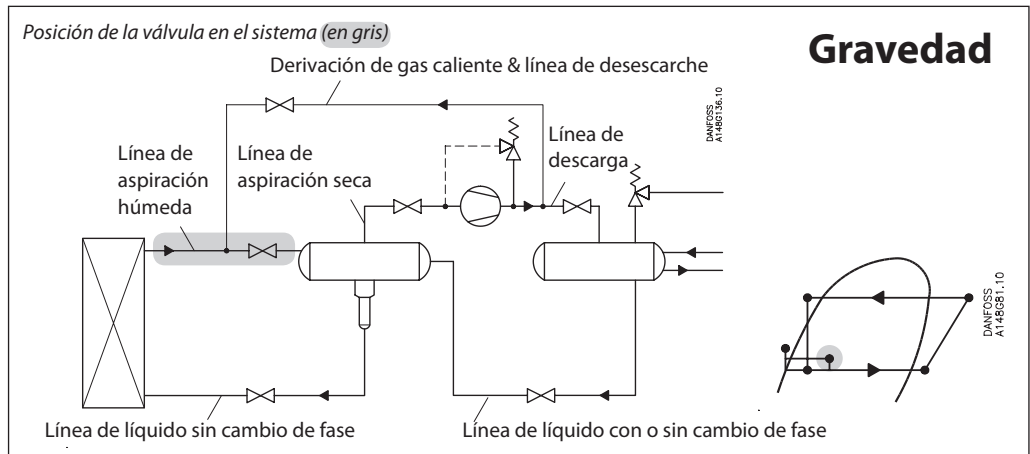 Posición de la válvula en el sistema (en gris)
Gravedad
Derivación de gas caliente & línea de desescarche
DANFOSS
A148G136.10
Línea de
aspiración
húmeda
Línea de
aspiración seca
Línea de
descarga
DANFOSS
A148G81.10
Línea de líquido sin cambio de fase
Línea de líquido con o sin cambio de fase